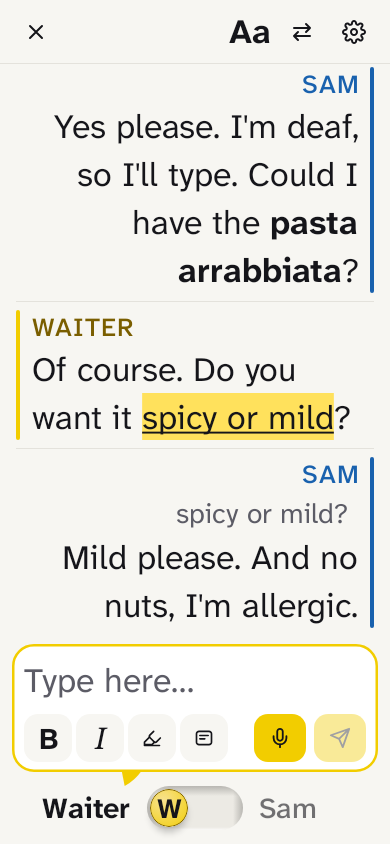 Aa
SAM
Yes please. I'm deaf,
so I'll type. Could I
have the pasta
arrabbiata?
WAITER
Of course. Do you
want it spicy or mild?
SAM
spicy or mild?
Mild please. And no
nuts, I'm allergic.
Type here...
B I
Waiter W Sam